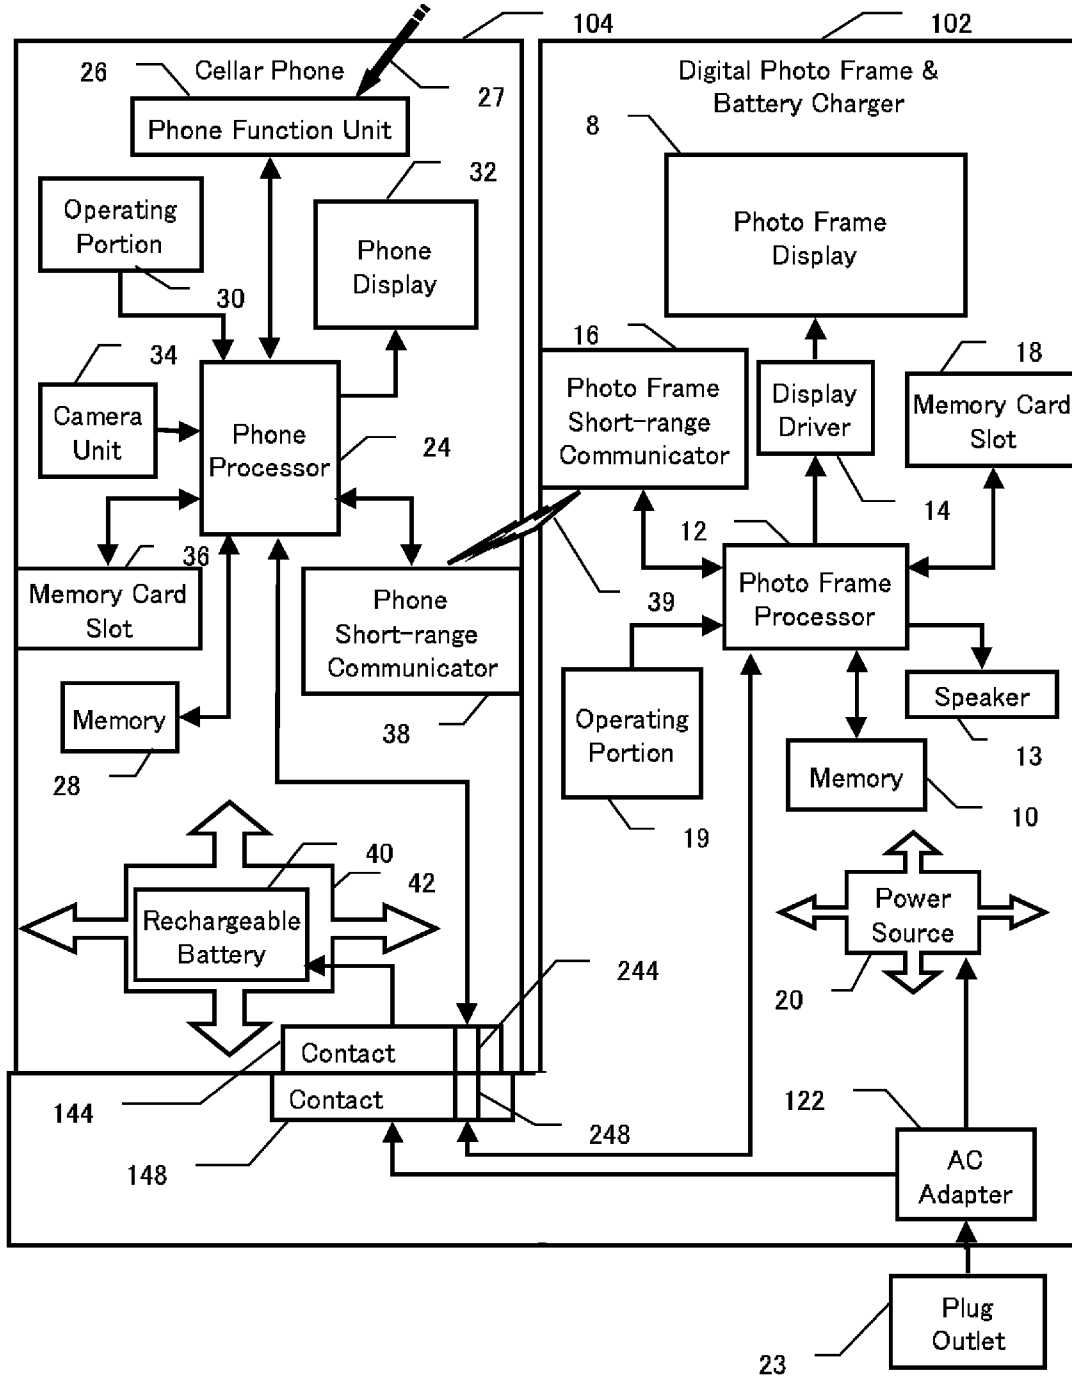 104
102
Cellar Phone
Digital Photo Frame &
Battery Charger
26
27
8
Phone Function Unit
32
Operating
Portion
Phone
Display
Photo Frame
Display
30
16
18
34
Photo Frame
Short-range
Communicator
Display
Driver
Memory Card
Slot
Camera
Unit
Phone
Processor
24
14
12
36
Memory Card
Slot
Phone
Short-range
Communicator
39
Photo Frame
Processor
Memory
28
38
Operating
Portion
Speaker
13
Memory
10
19
40
42
Rechargeable
Battery
Power
Source
244
20
Contact
144
Contact
122
248
148
AC
Adapter
Plug
Outlet
23